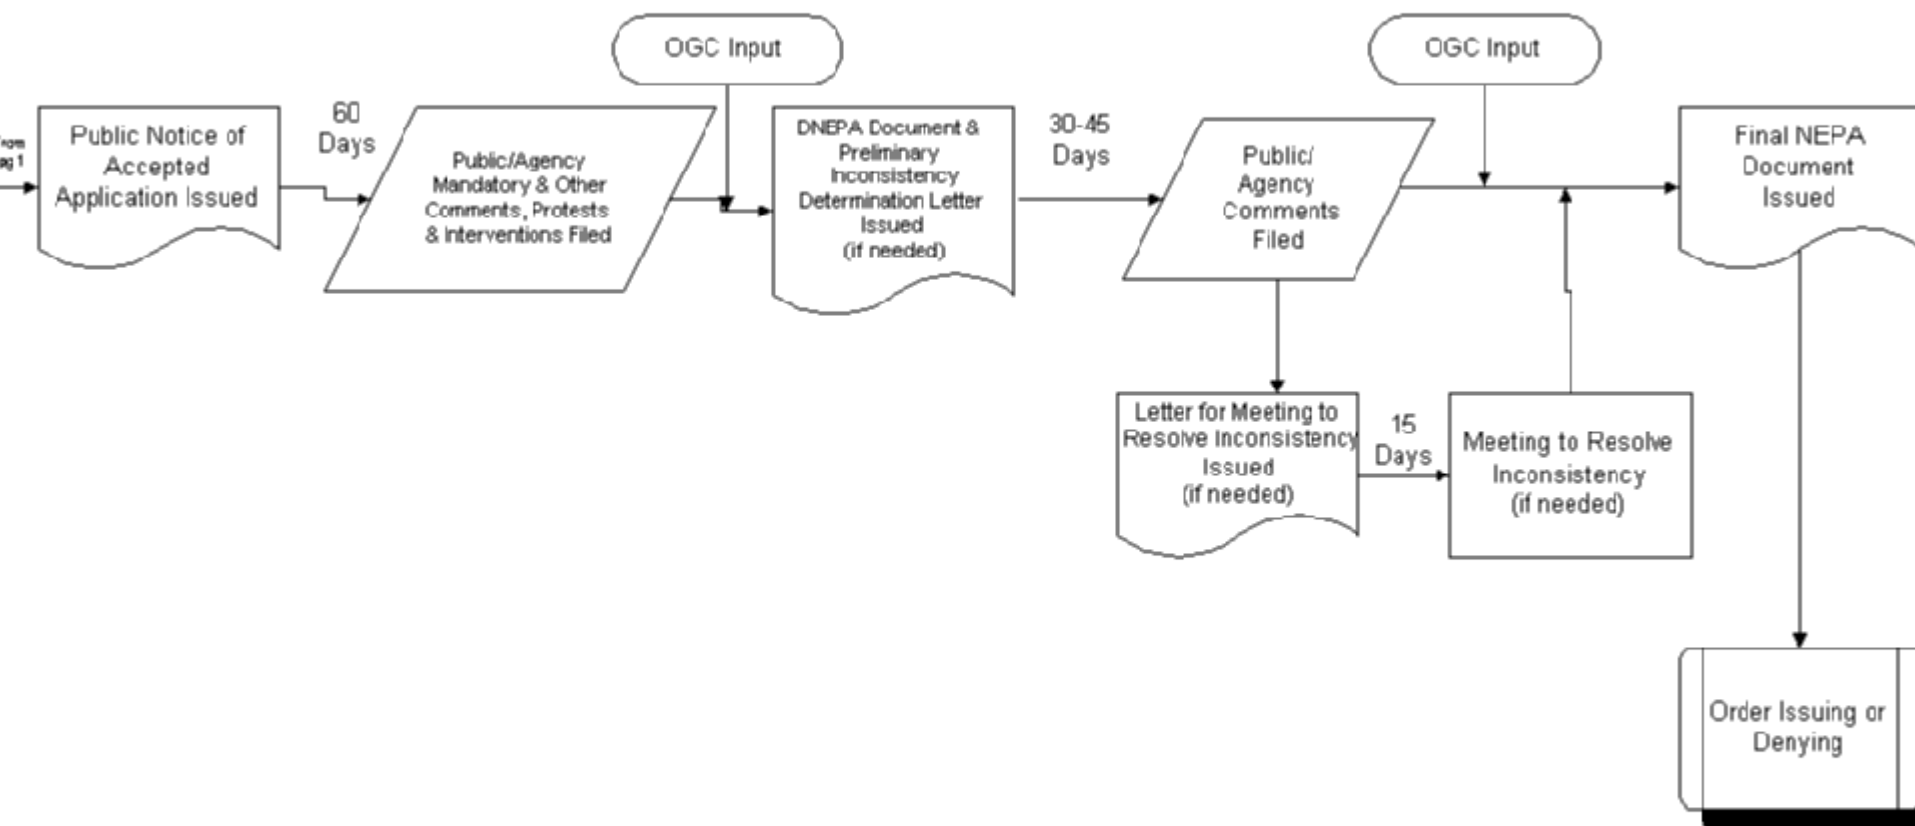 OGC Input
OGC Input
From
pg 1
Public Notice of
Accepted
Application Issued
60
Days
Public/Agency
Mandatory & Other
Comments, Protests
& Interventions Filed
DNEPA Document &
Preliminary
Inconsistency
Determination Letter
Issued
(if needed)
30-45
Days
Public/
Agency
Comments
Filed
Final NEPA
Document
Issued
Letter for Meeting to
Resolve Inconsistency
Issued
(if needed)
15
Days
Meeting to Resolve
Inconsistency
(if needed)
Order Issuing or
Denying